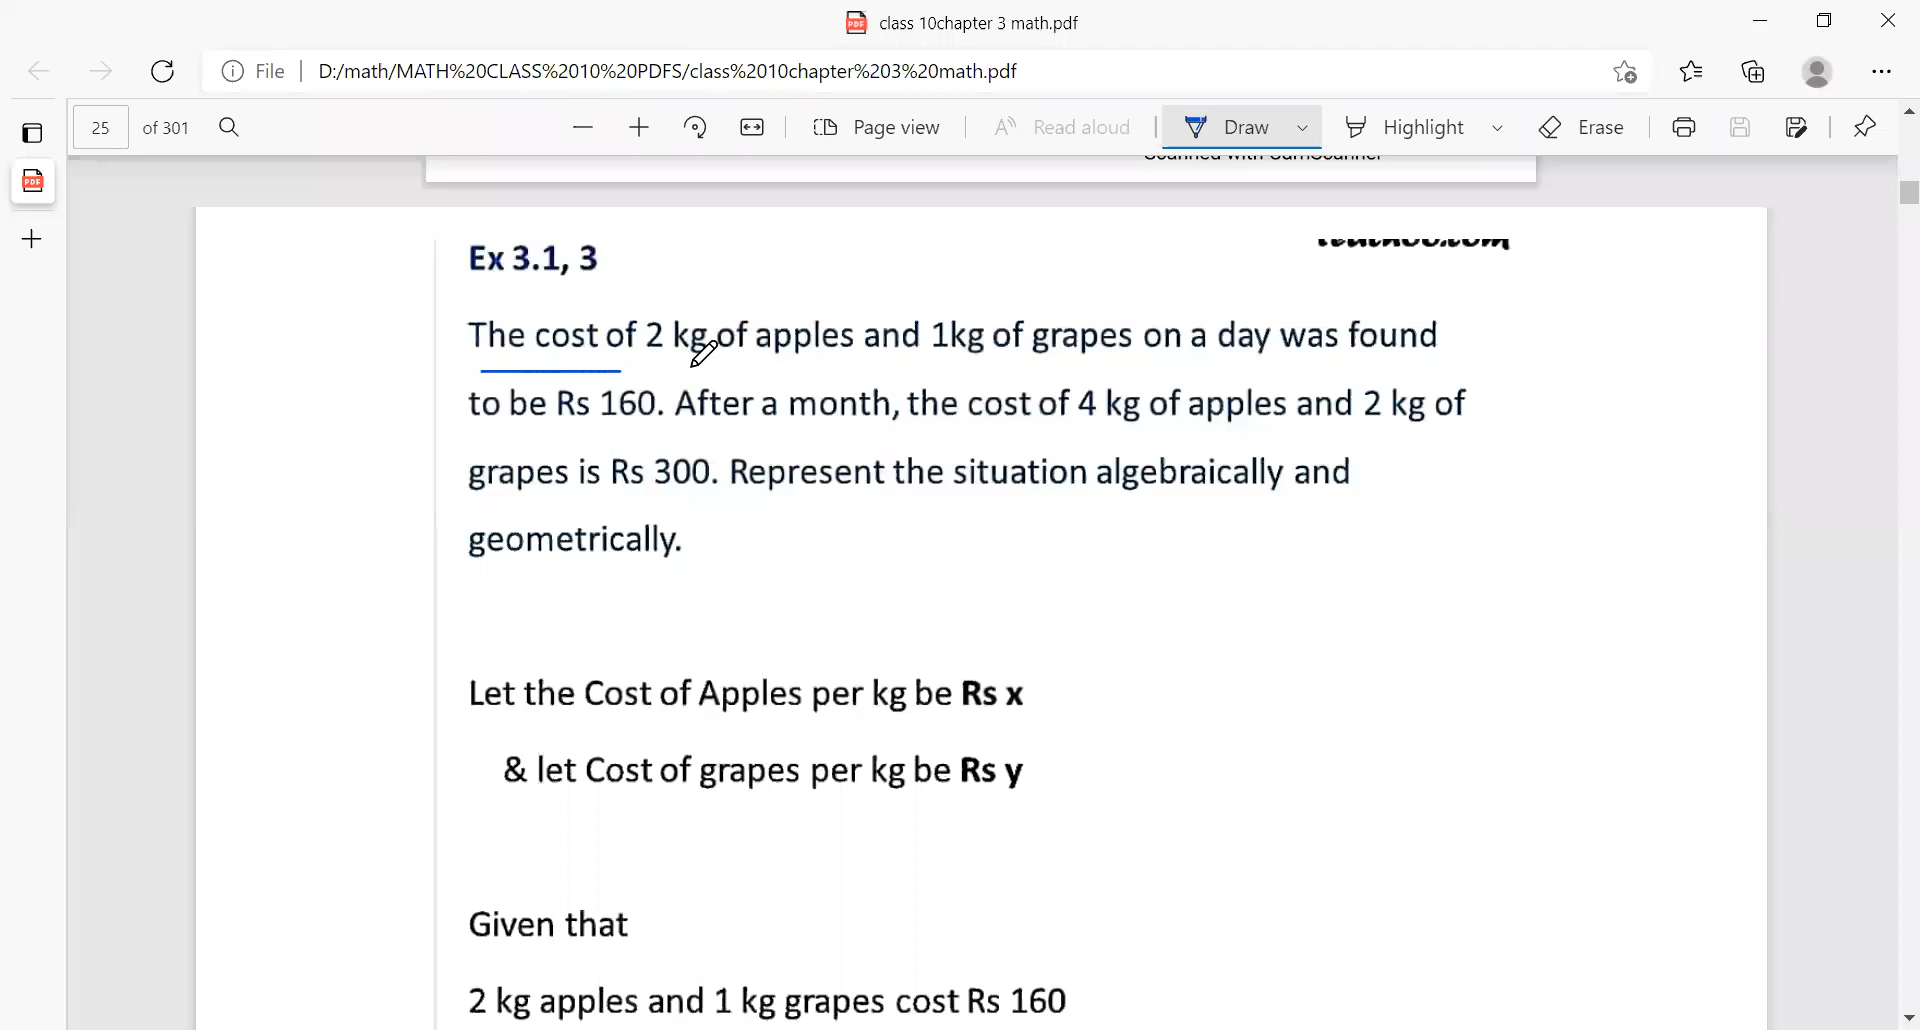 class 10chapter 3 math.pdf
File D:/math/MATH%20CLASS%2010%20PDFS/class%2010chapter%203%20math.pdf
25 of 301 Page view Read aloud Draw Highlight Erase
Ex 3.1, 3
The cost of 2 kg of apples and 1kg of grapes on a day was found
to be Rs 160. After a month, the cost of 4 kg of apples and 2 kg of
grapes is Rs 300. Represent the situation algebraically and
geometrically.
Let the Cost of Apples per kg be Rs x
& let Cost of grapes per kg be Rs y
Given that
2 kg apples and 1 kg grapes cost Rs 160